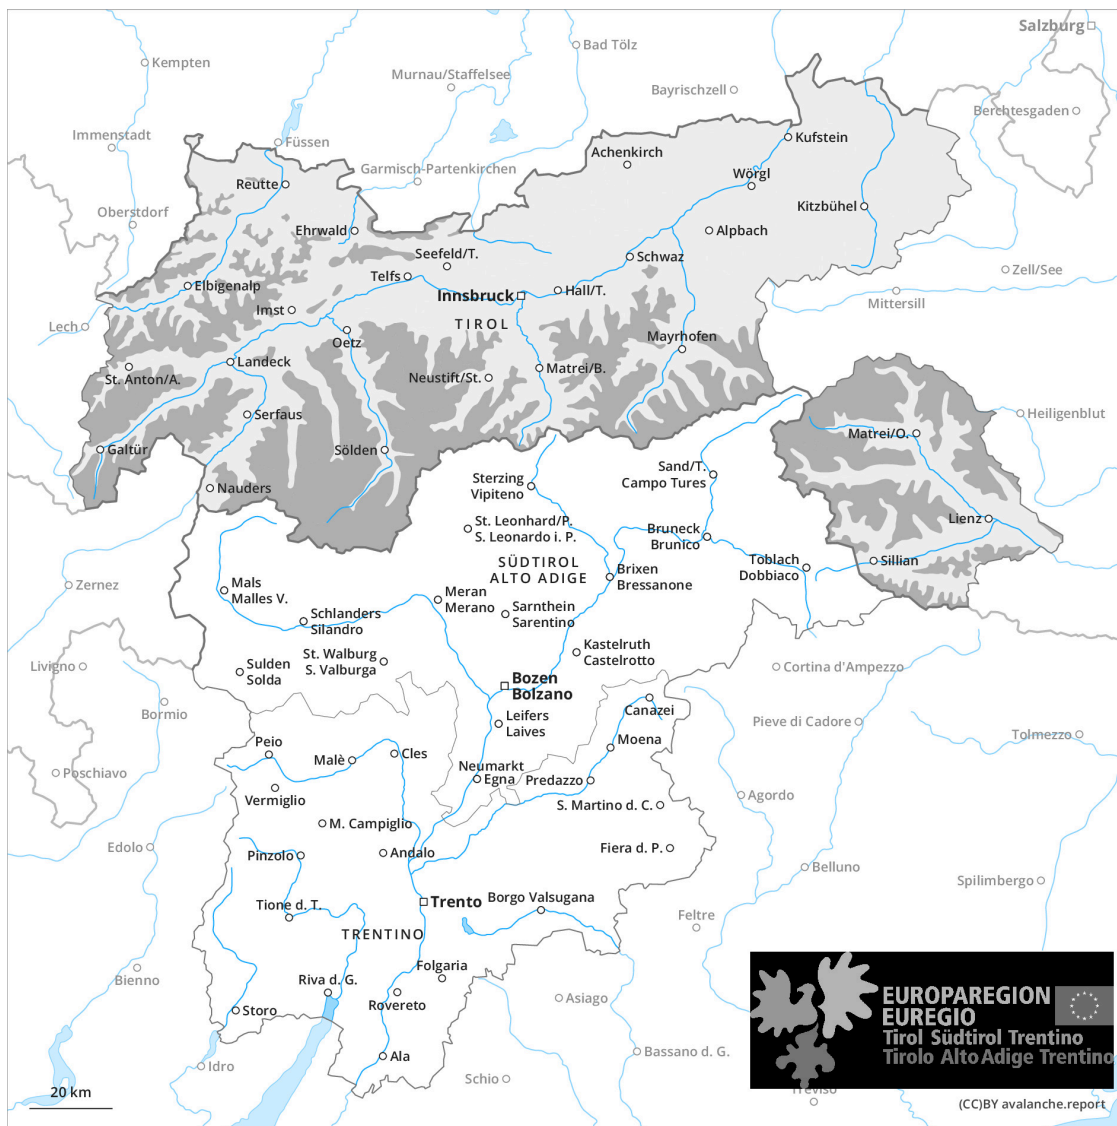 Salzburg
Bad Tölz
Kempten
Murnau/Staffelsee
Bayrischzell
Berchtesgaden
Immenstadt
Füssen
Kufstein
Achenkirch
Garmisch-Partenkirchen
Wörgl
Reutte
Kitzbühel
Oberstdorf
Ehrwald
Alpbach
Seefeld/T.
Schwaz
Zell/See
Telfs
Elbigenalp
Hall/T.
Innsbruck
Mittersill
Imst
Lech
TIROL
Oetz
Mayrhofen
Landeck
Matrei/B.
St. Anton/A.
Neustift/St.
Serfaus
Heiligenblut
Matrei/O.
Galtür
Sölden
Sand/T.
Campo Tures
Sterzing
Vipiteno
Nauders
Lienz
St. Leonhard/P.
S. Leonardo i. P.
Bruneck
Brunico
SÜDTIROL
ALTO ADIGE
Toblach
Dobbiaco
Sillian
Brixen
Bressanone
Zernez
Mals
Malles V.
Meran
Merano
Schlanders
Silandro
Sarnthein
Sarentino
Kastelruth
Castelrotto
St. Walburg
S. Valburga
Livigno
Sulden
Solda
Cortina d'Ampezzo
Bozen
Bolzano
Bormio
Canazei
Leifers
Laives
Pieve di Cadore
Tolmezzo
Peio
Moena
Cles
Malè
Neumarkt
Egna
Poschiavo
Predazzo
Vermiglio
Agordo
S. Martino d. C.
M. Campiglio
Edolo
Pinzolo
Andalo
Fiera d. P.
Belluno
Spilimbergo
Trento
Borgo Valsugana
Tione d. T.
Feltre
TRENTINO
Bienno
Folgaria
Riva d. G.
Rovereto
Asiago
Storo
EUROPAREGION
EUREGIO
Tirol Südtirol Trentino
Tirolo Alto Adige Trentino
Ala
Bassano d. G.
Idro
Schio
Treviso
20 km
(CC)BY avalanche.report